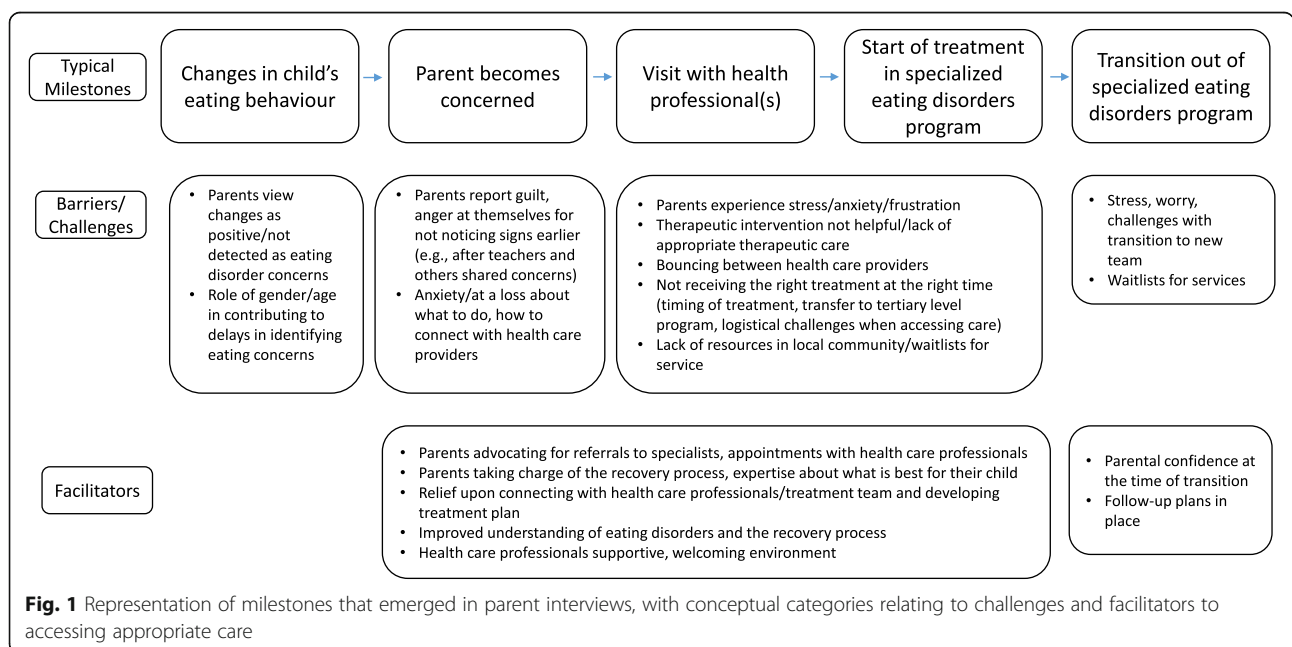 Typical
Milestones
Changes in child's
eating behaviour
Parent becomes
concerned
Visit with health
professional(s)
Start of treatment
in specialized
eating disorders
program
Transition out of
specialized eating
disorders program
Barriers/
Challenges
• Parents view
changes as
positive/not
detected as eating
disorder concerns
• Role of gender/age
in contributing to
delays in identifying
eating concerns
• Parents report guilt,
anger at themselves for
not noticing signs earlier
(e.g., after teachers and
others shared concerns)
• Anxiety/at a loss about
what to do, how to
connect with health care
providers
• Parents experience stress/anxiety/frustration
• Therapeutic intervention not helpful/lack of
appropriate therapeutic care
• Bouncing between health care providers
• Not receiving the right treatment at the right time
(timing of treatment, transfer to tertiary level
program, logistical challenges when accessing care)
• Lack of resources in local community/waitlists for
service
• Stress, worry,
challenges with
transition to new
team
• Waitlists for services
Facilitators
• Parents advocating for referrals to specialists, appointments with health care professionals
• Parents taking charge of the recovery process, expertise about what is best for their child
• Relief upon connecting with health care professionals/treatment team and developing
treatment plan
• Improved understanding of eating disorders and the recovery process
• Health care professionals supportive, welcoming environment
• Parental confidence at
the time of transition
• Follow-up plans in
place
Fig. 1 Representation of milestones that emerged in parent interviews, with conceptual categories relating to challenges and facilitators to
accessing appropriate care